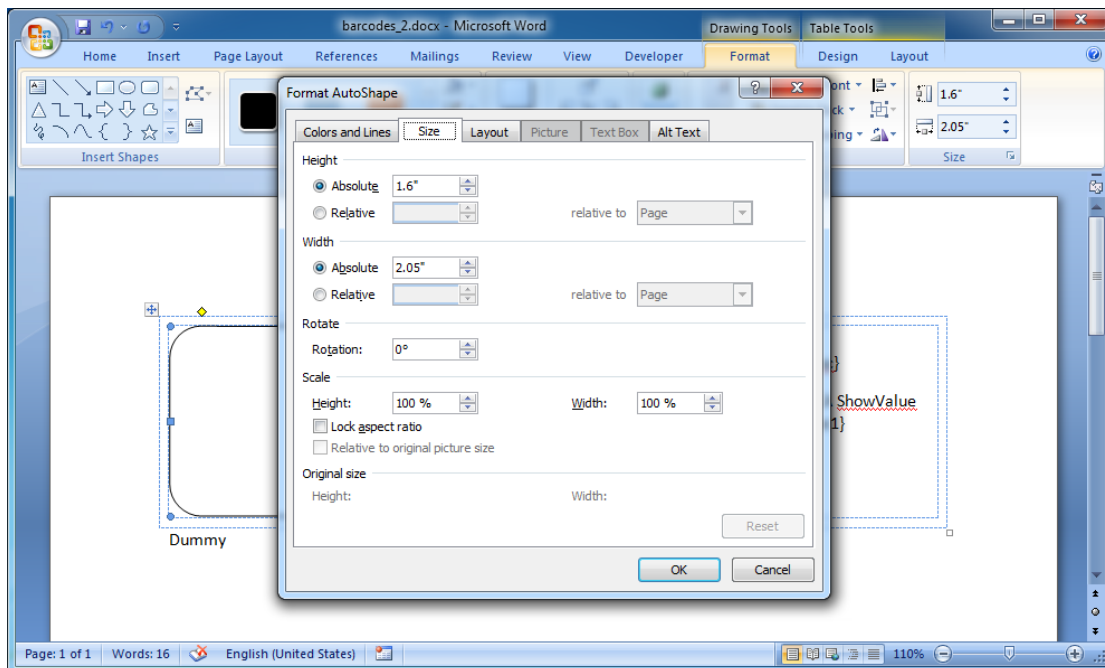 barcodes_2.docx - Microsoft Word
Drawing Tools
Table Tools
Home
Insert
Page Layout
References
Mailings
Review
View
Developer
Format
Design
Layout
Insert Shapes
1.6"
2.05"
Size
Format AutoShape
Colors and Lines
Size
Layout
Picture
Text Box
Alt Text
Height
Absolute 1.6"
Relative
relative to Page
Width
Absolute 2.05"
Relative
relative to Page
Rotate
Rotation: 0°
Scale
Height: 100 %
Width: 100 %
Lock aspect ratio
Relative to original picture size
Original size
Height:
Width:
Reset
OK
Cancel
ShowValue
1}
Dummy
Page: 1 of 1
Words: 16
English (United States)
110%